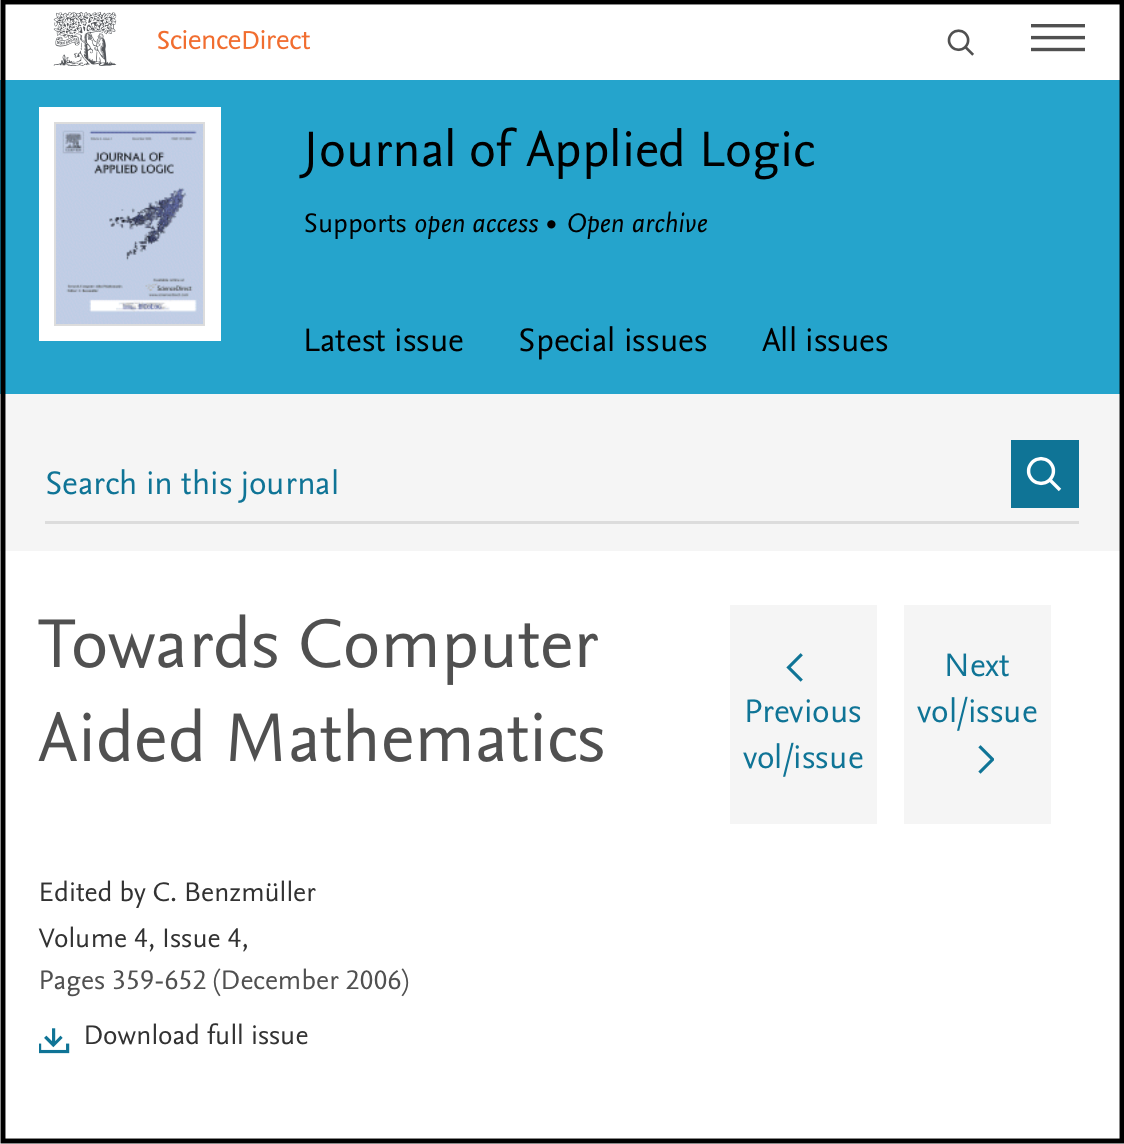 ScienceDirect
JOURNAL OF
APPLIED LOGIC
ScienceDirect
Journal of Applied Logic
Supports open access • Open archive
Latest issue Special issues All issues
Search in this journal
Towards Computer
Aided Mathematics
Previous
vol/issue
Next
vol/issue
Edited by C. Benzmüller
Volume 4, Issue 4,
Pages 359-652 (December 2006)
Download full issue